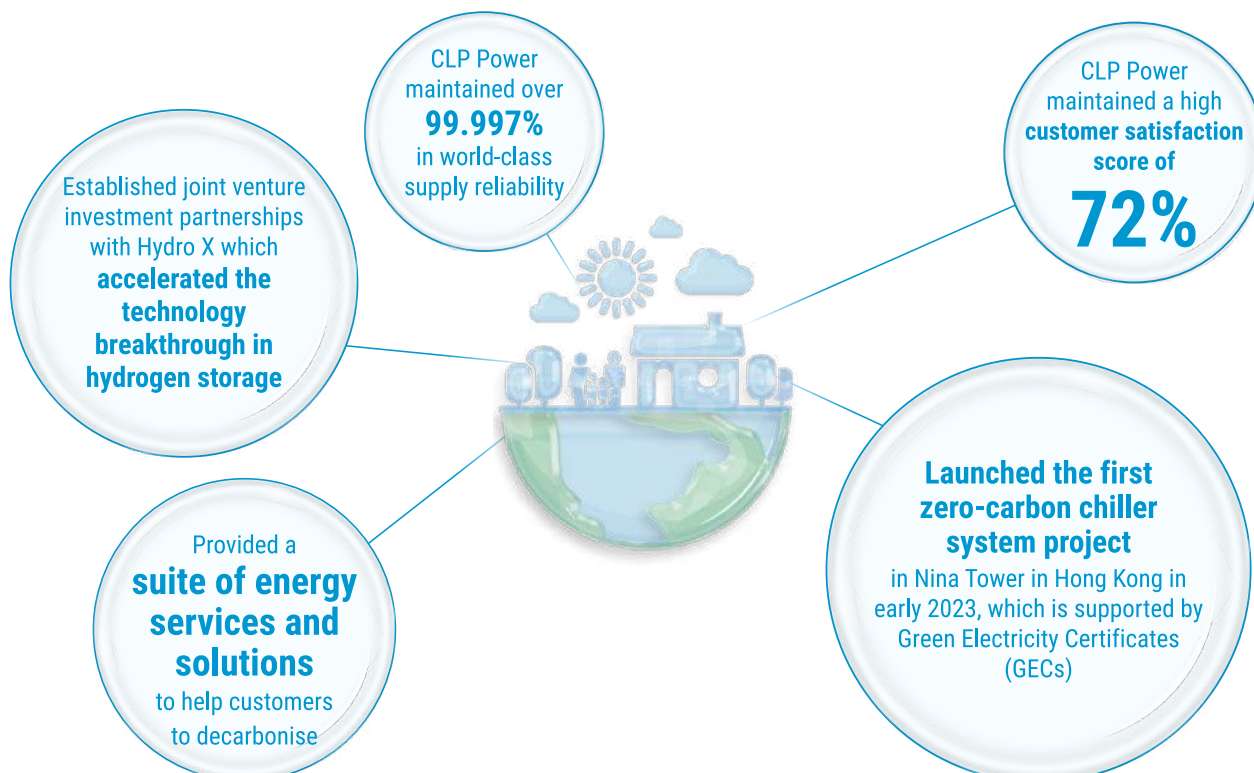 CLP Power
maintained over
99.997%
in world-class
supply reliability
CLP Power
maintained a high
customer satisfaction
score of
72%
Established joint venture
investment partnerships
with Hydro X which
accelerated the
technology
breakthrough in
hydrogen storage
Provided a
suite of energy
services and
solutions
to help customers
to decarbonise
Launched the first
zero-carbon chiller
system project
in Nina Tower in Hong Kong in
early 2023, which is supported by
Green Electricity Certificates
(GECs)